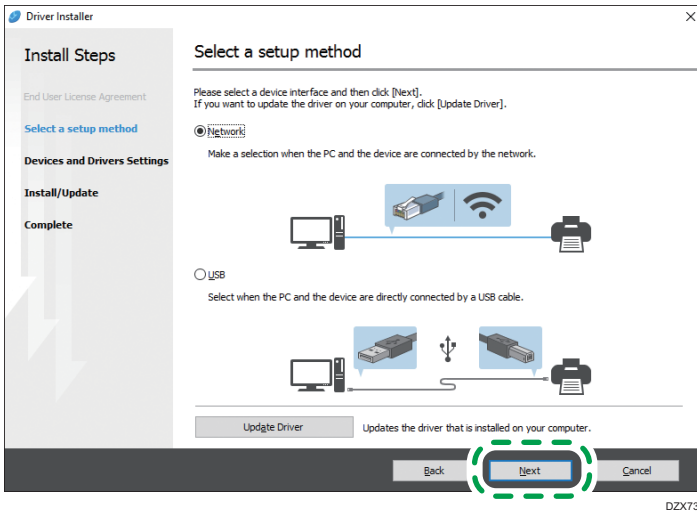 Driver Installer
Install Steps
End User License Agreement
Select a setup method
Devices and Drivers Settings
Install/Update
Complete
Select a setup method
Please select a device interface and then click [Next].
If you want to update the driver on your computer, click [Update Driver].
Network
Make a selection when the PC and the device are connected by the network.
USB
Select when the PC and the device are directly connected by a USB cable.
Update Driver
Updates the driver that is installed on your computer.
Back
Next
Cancel
DZX73